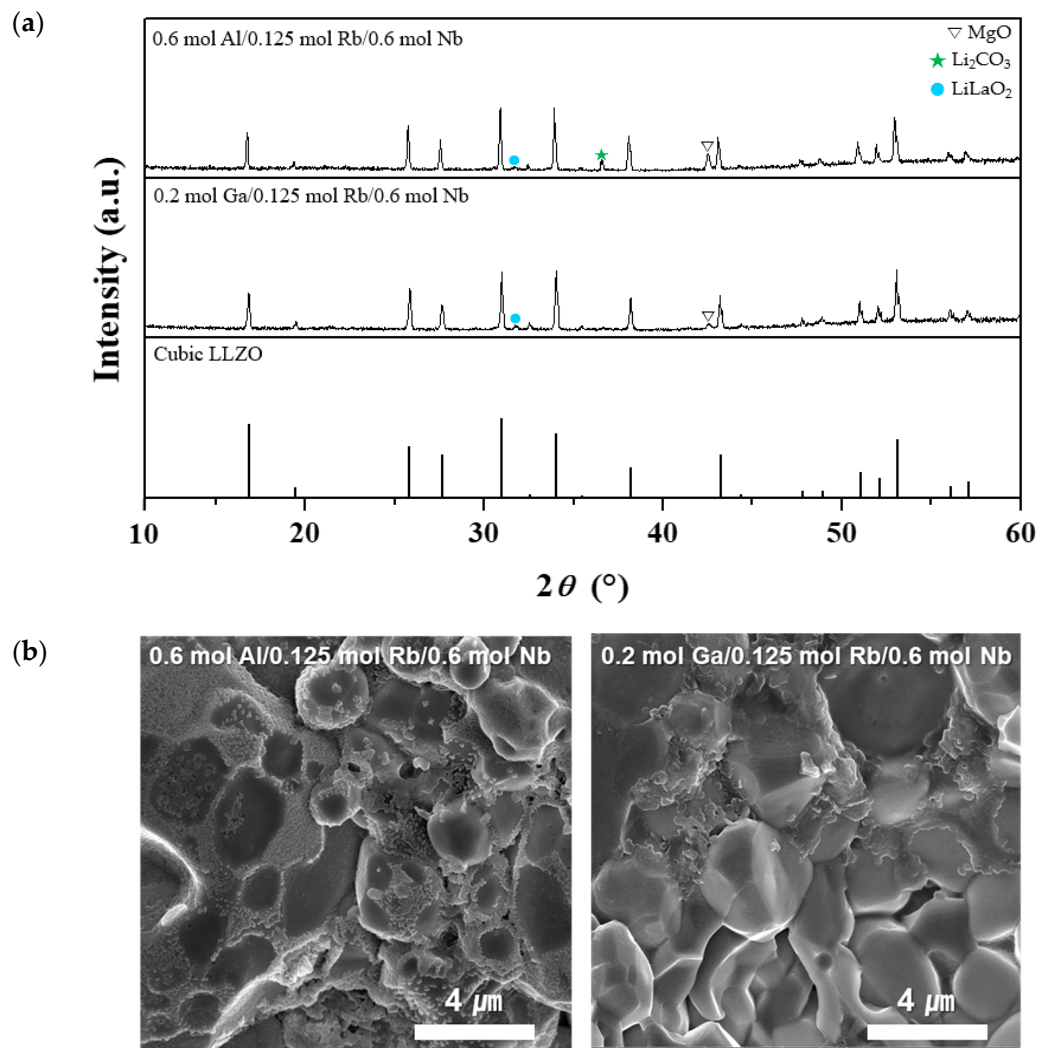 (a)
0.6 mol Al/0.125 mol Rb/0.6 mol Nb
MgO
Li₂CO₃
LiLaO₂
0.2 mol Ga/0.125 mol Rb/0.6 mol Nb
Cubic LLZO
Intensity (a.u.)
10 20 30 40 50 60
2θ (°)
(b)
0.6 mol Al/0.125 mol Rb/0.6 mol Nb
4 μm
0.2 mol Ga/0.125 mol Rb/0.6 mol Nb
4 μm